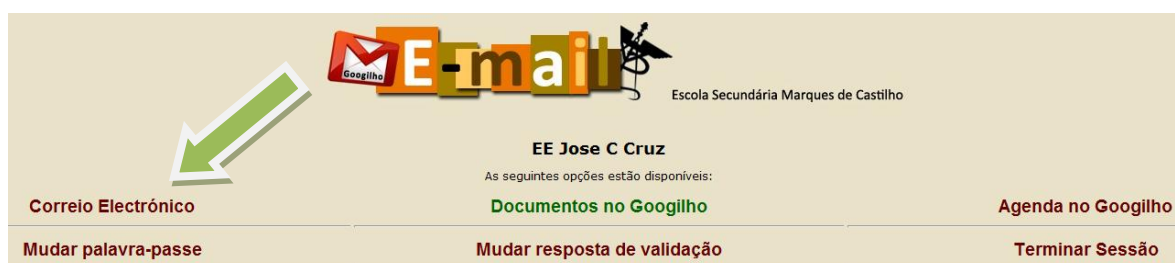 Googilho
E-mail
Escola Secundária Marques de Castilho
EE Jose C Cruz
As seguintes opções estão disponíveis:
Correio Electrónico Documentos no Googilho Agenda no Googilho
Mudar palavra-passe Mudar resposta de validação Terminar Sessão